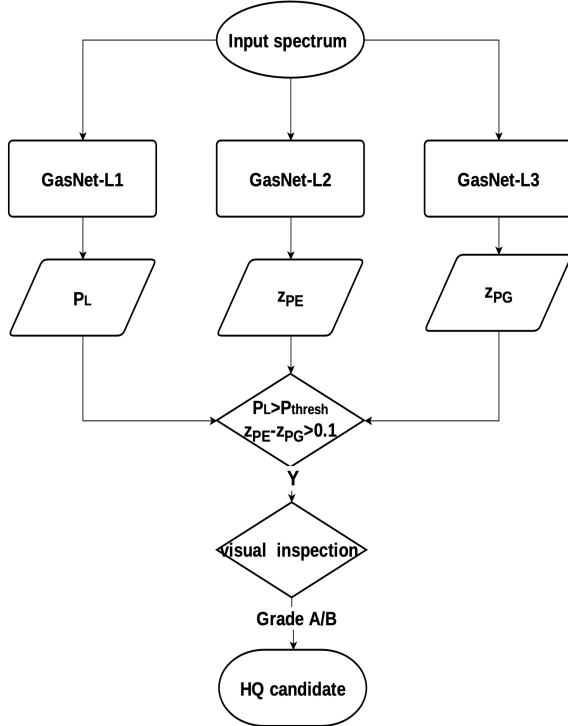 Input spectrum
GasNet-L1
GasNet-L2
GasNet-L3
PL
zPE
zPG
PL>Pthresh
zPE-zPG>0.1
Y
visual inspection
Grade A/B
HQ candidate